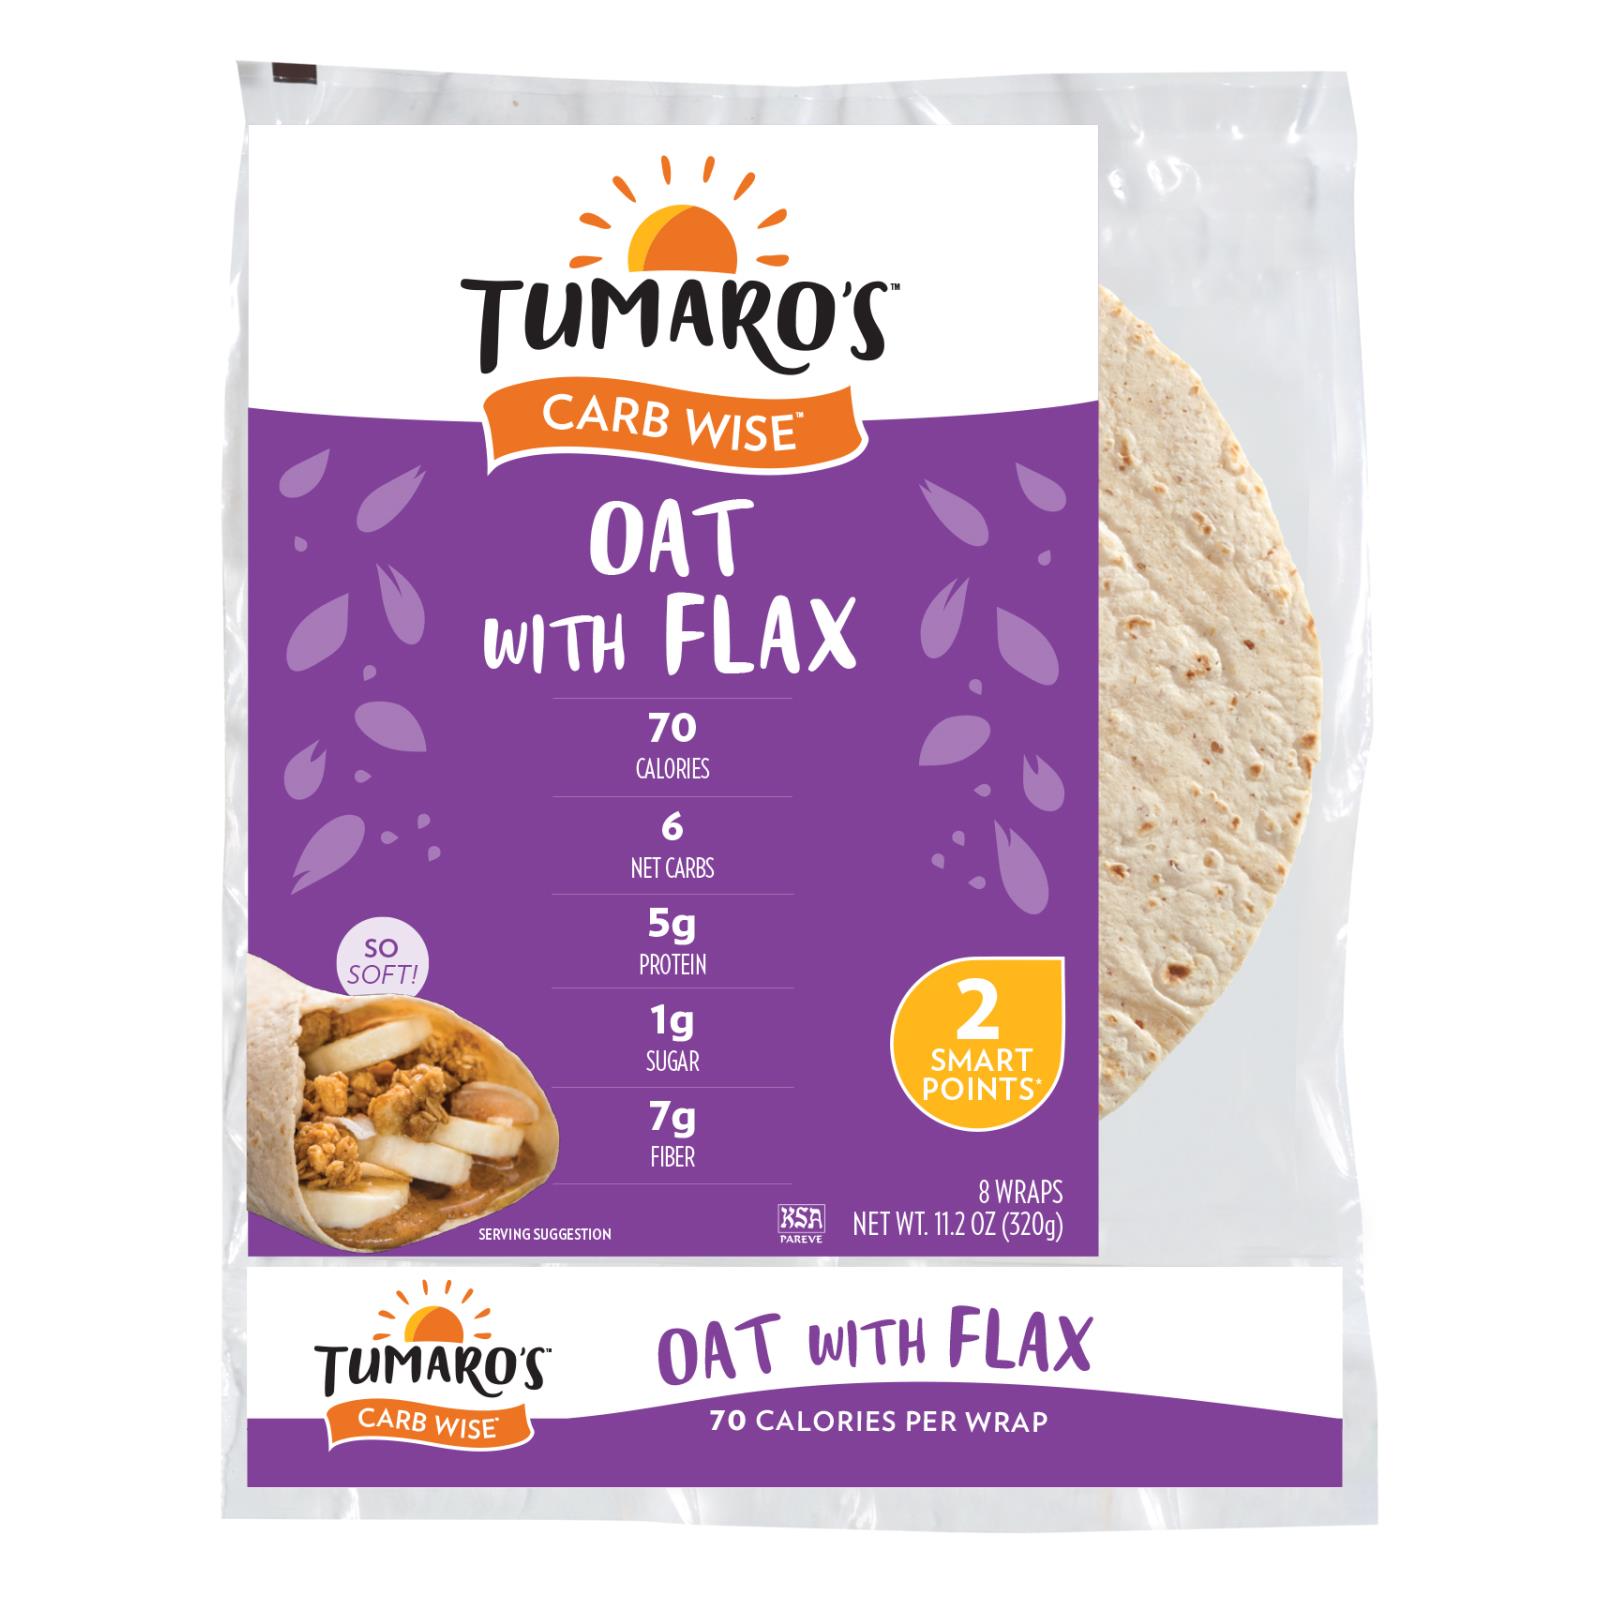 TUMARO'S™
CARB WISE™
OAT
WITH FLAX
70
CALORIES
6
NET CARBS
5g
PROTEIN
1g
SUGAR
7g
FIBER
SO
SOFT!
2
SMART
POINTS*
SERVING SUGGESTION
KSA
PAREVE
8 WRAPS
NET WT. 11.2 OZ (320g)
TUMARO'S™
CARB WISE™
OAT WITH FLAX
70 CALORIES PER WRAP